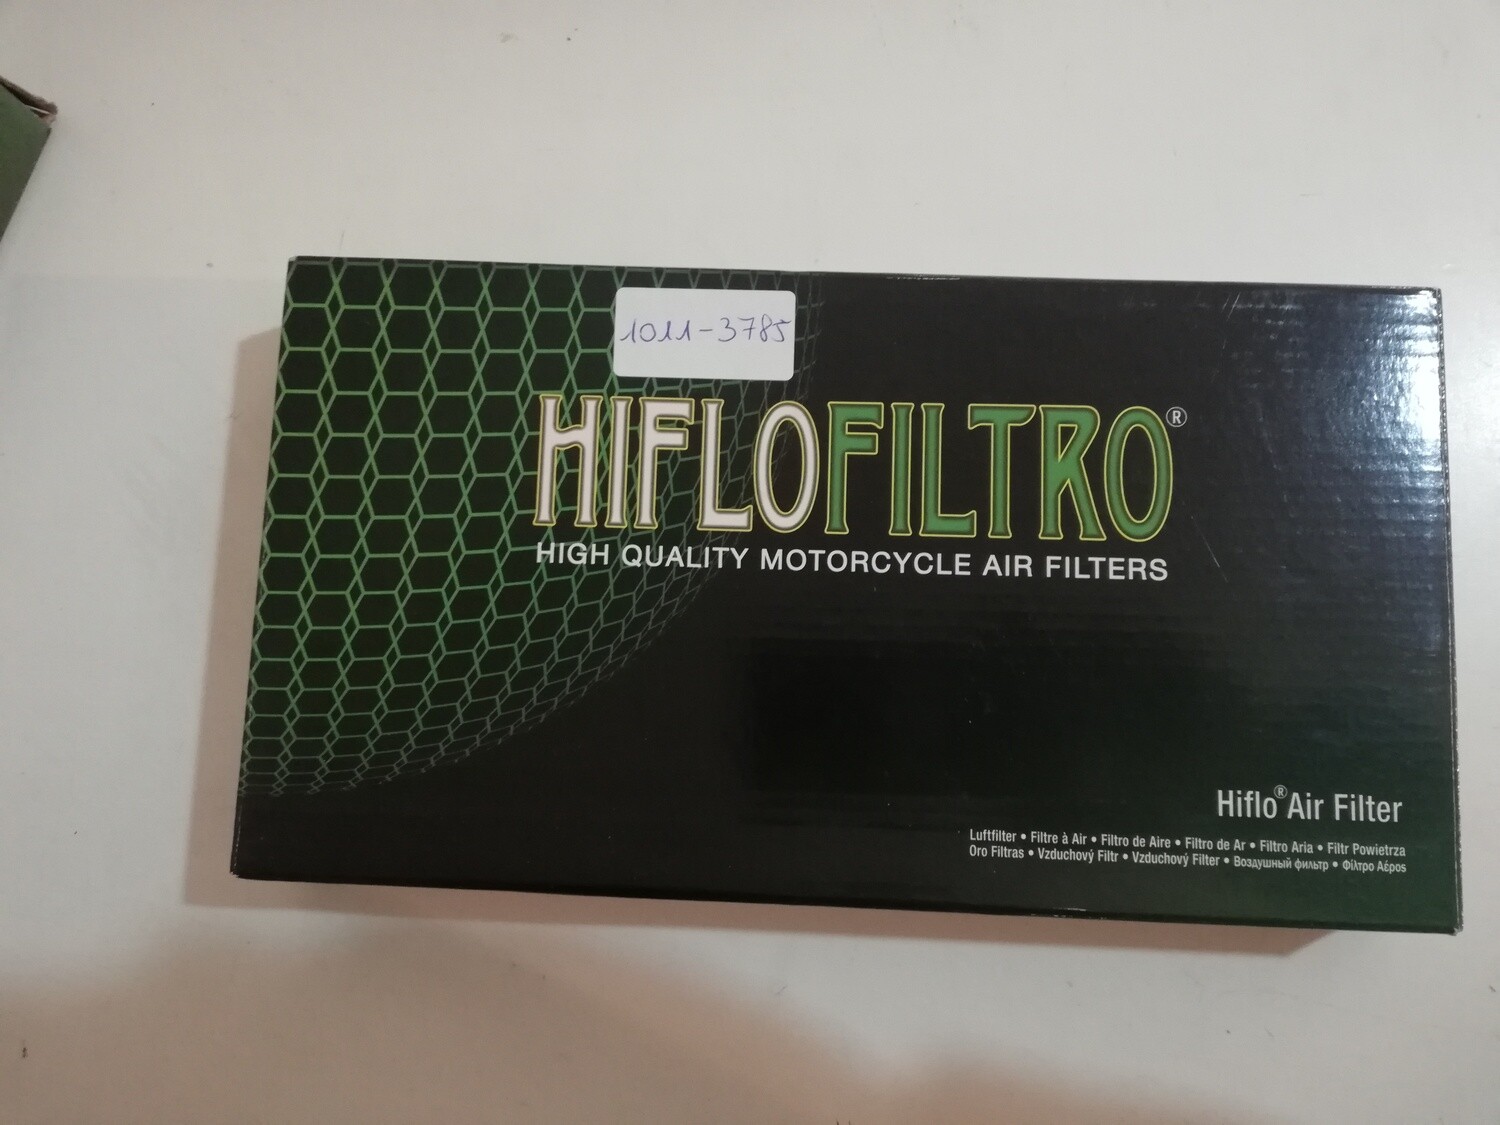 1011-3785
HIFLOFILTRO®
HIGH QUALITY MOTORCYCLE AIR FILTERS
Hiflo® Air Filter
Luftfilter • Filtre à Air • Filtro de Aire • Filtro de Ar • Filtro Aria • Filtr Powietrza
Oro Filtras • Vzduchový Filtr • Vzduchový Filter • Воздушный фильтр • Φίλτρο Αέρος